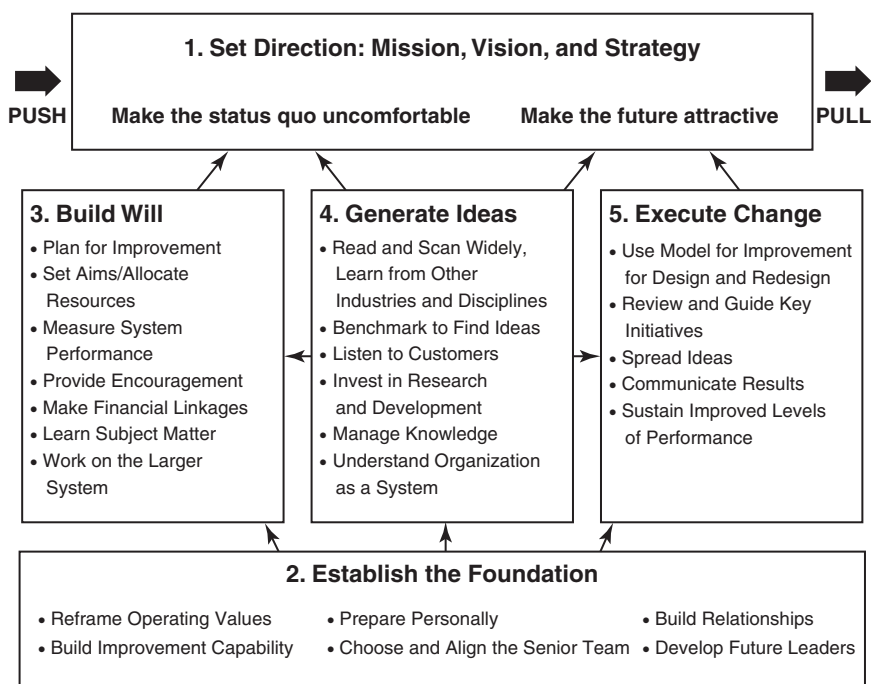 1. Set Direction: Mission, Vision, and Strategy
PUSH
Make the status quo uncomfortable
Make the future attractive
PULL
3. Build Will
• Plan for Improvement
• Set Aims/Allocate
Resources
• Measure System
Performance
• Provide Encouragement
• Make Financial Linkages
• Learn Subject Matter
• Work on the Larger
System
4. Generate Ideas
• Read and Scan Widely,
Learn from Other
Industries and Disciplines
• Benchmark to Find Ideas
• Listen to Customers
• Invest in Research
and Development
• Manage Knowledge
• Understand Organization
as a System
5. Execute Change
• Use Model for Improvement
for Design and Redesign
• Review and Guide Key
Initiatives
• Spread Ideas
• Communicate Results
• Sustain Improved Levels
of Performance
2. Establish the Foundation
• Reframe Operating Values
• Build Improvement Capability
• Prepare Personally
• Choose and Align the Senior Team
• Build Relationships
• Develop Future Leaders